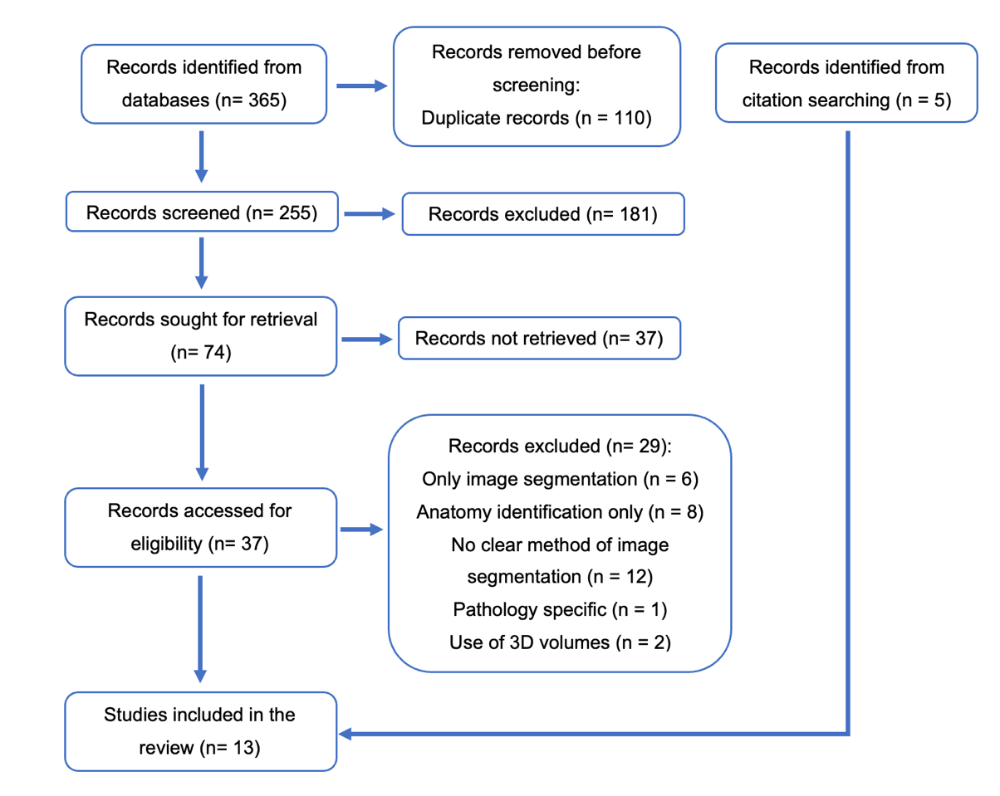 Records identified from
databases (n= 365)
Records removed before
screening:
Duplicate records (n = 110)
Records identified from
citation searching (n = 5)
Records screened (n= 255)
Records excluded (n= 181)
Records sought for retrieval
(n= 74)
Records not retrieved (n= 37)
Records accessed for
eligibility (n= 37)
Records excluded (n= 29):
Only image segmentation (n = 6)
Anatomy identification only (n = 8)
No clear method of image
segmentation (n = 12)
Pathology specific (n = 1)
Use of 3D volumes (n = 2)
Studies included in the
review (n= 13)